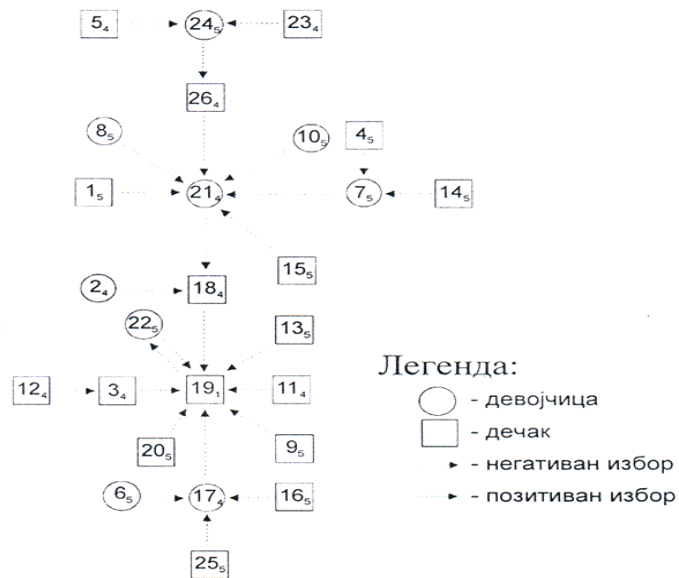 5₄ 24₅ 23₄
26₄
8₅ 10₅ 4₅
1₅ 21₄ 7₅ 14₅
15₅
2₄ 18₄
22₅ 13₅
12₄ 3₄ 19₁ 11₄
20₅ 9₅
6₅ 17₄ 16₅
25₅
Легенда:
- девојчица
- дечак
- негативан избор
- позитиван избор